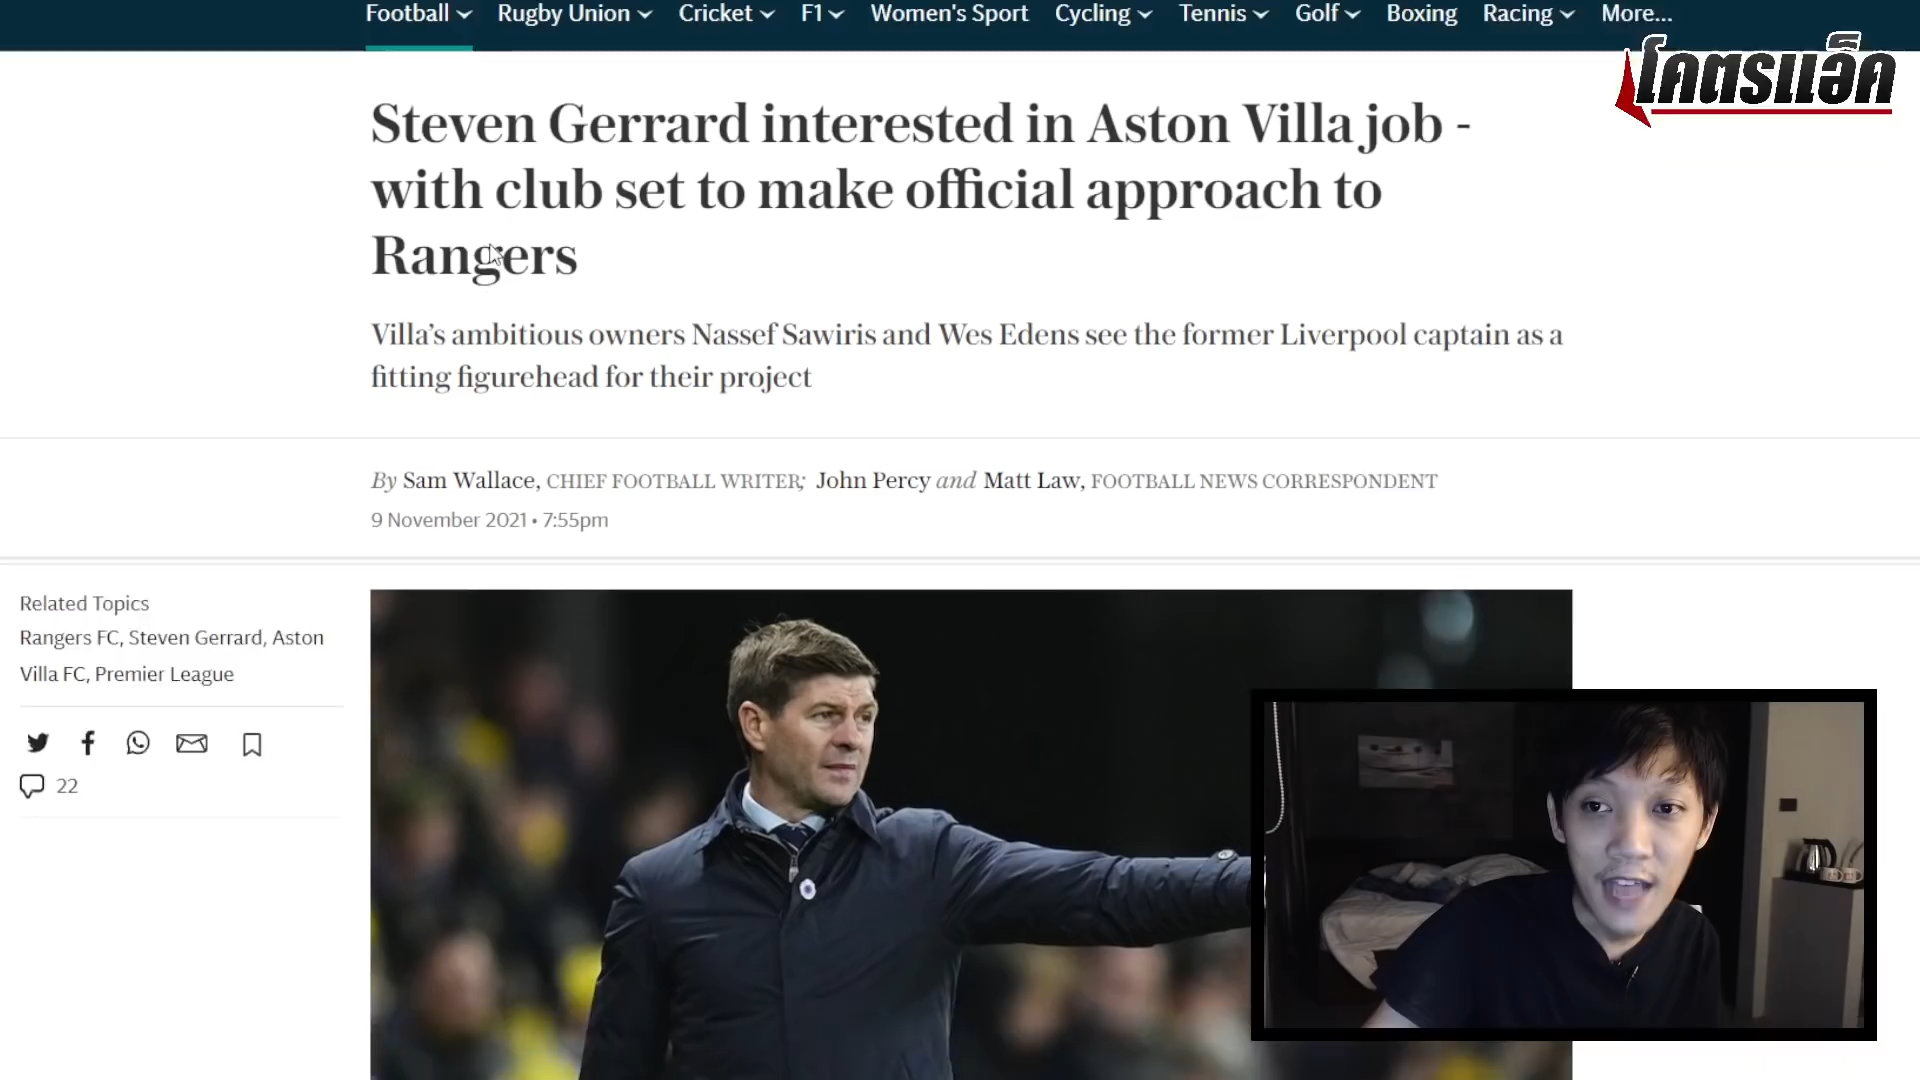 Football Rugby Union Cricket F1 Women's Sport Cycling Tennis Golf Boxing Racing More...
โคตรแอ็ค
Steven Gerrard interested in Aston Villa job -
with club set to make official approach to
Rangers
Villa's ambitious owners Nassef Sawiris and Wes Edens see the former Liverpool captain as a
fitting figurehead for their project
By Sam Wallace, CHIEF FOOTBALL WRITER; John Percy and Matt Law, FOOTBALL NEWS CORRESPONDENT
9 November 2021 • 7:55pm
Related Topics
Rangers FC, Steven Gerrard, Aston
Villa FC, Premier League
22